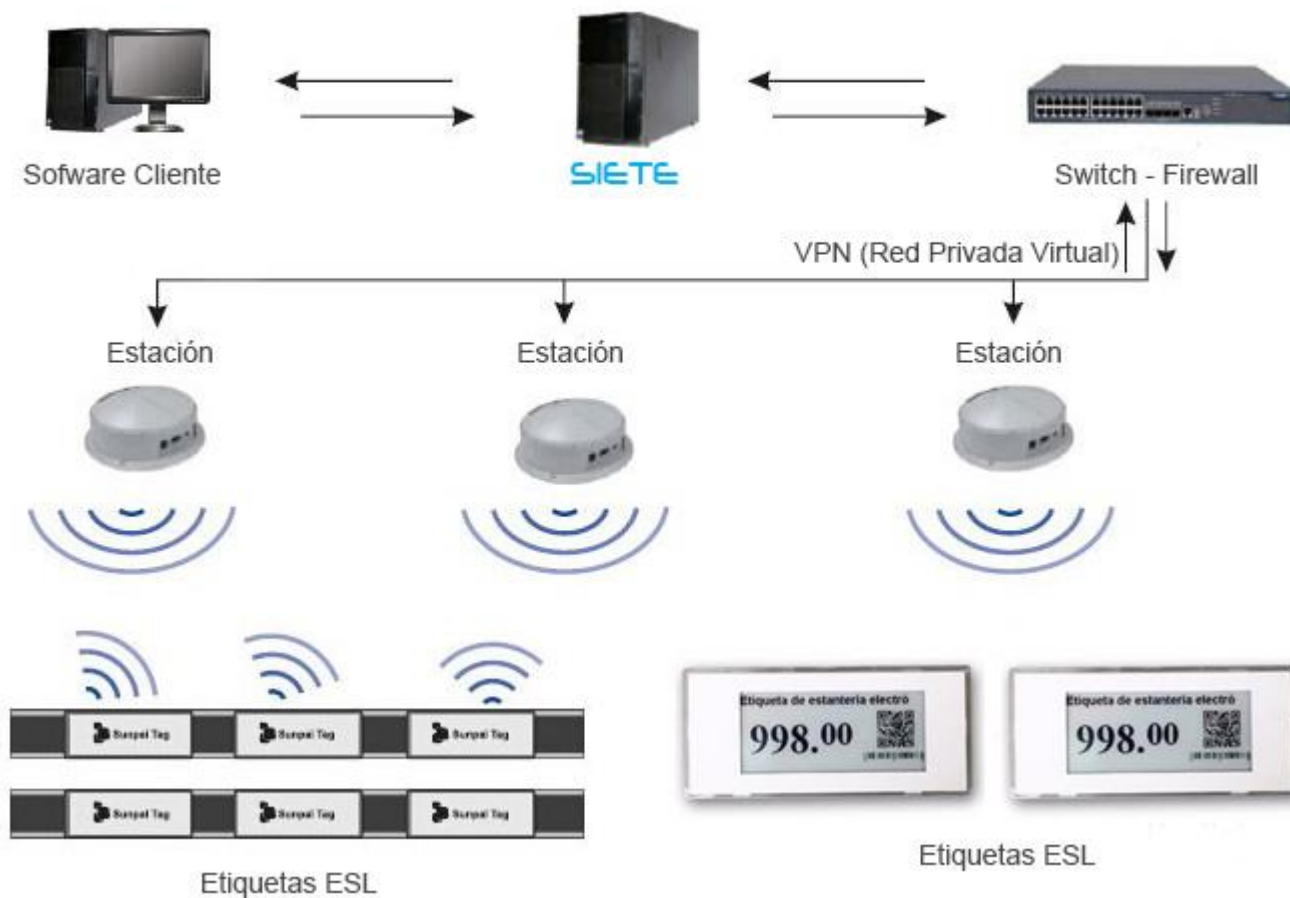 Sofware Cliente
SIETE
Switch - Firewall
VPN (Red Privada Virtual)
Estación
Estación
Estación
Sunpal Tag
Sunpal Tag
Sunpal Tag
Sunpal Tag
Sunpal Tag
Sunpal Tag
Etiquetas ESL
Etiqueta de estantería electró
998.00
Etiqueta de estantería electró
998.00
Etiquetas ESL